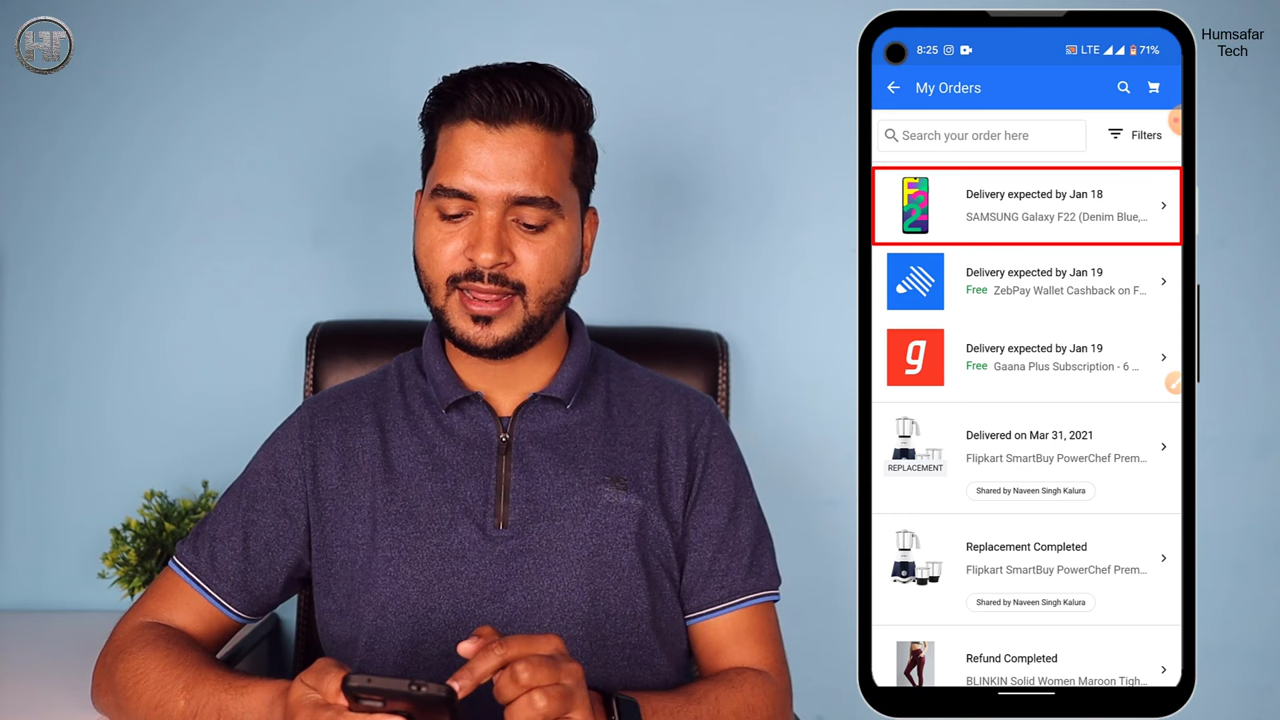 HT
Humsafar
Tech
8:25
LTE
71%
My Orders
Search your order here
Filters
F22
Delivery expected by Jan 18
SAMSUNG Galaxy F22 (Denim Blue,...
Delivery expected by Jan 19
Free ZebPay Wallet Cashback on F...
g
Delivery expected by Jan 19
Free Gaana Plus Subscription - 6 ...
Delivered on Mar 31, 2021
Flipkart SmartBuy PowerChef Prem...
REPLACEMENT
Shared by Naveen Singh Kalura
Replacement Completed
Flipkart SmartBuy PowerChef Prem...
Shared by Naveen Singh Kalura
Refund Completed
BLINKIN Solid Women Maroon Tigh...